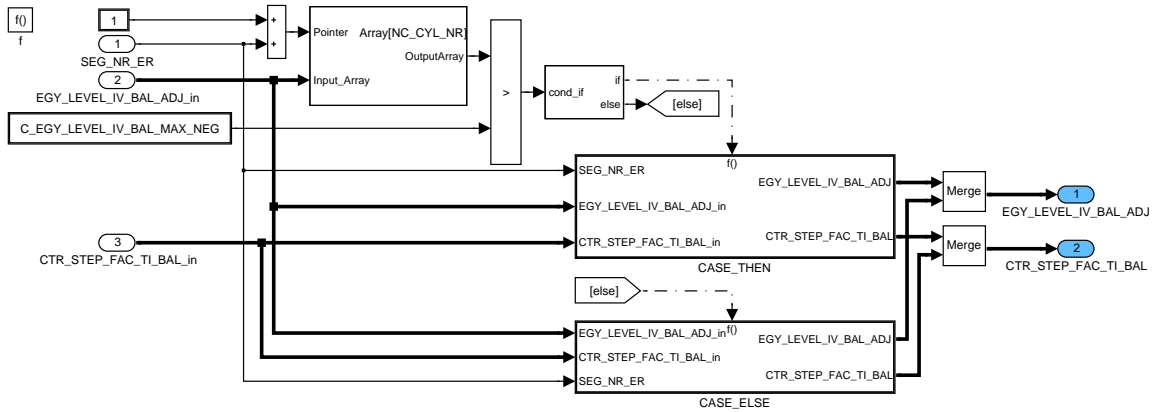 f()
f
1
1
SEG_NR_ER
2
EGY_LEVEL_IV_BAL_ADJ_in
C_EGY_LEVEL_IV_BAL_MAX_NEG
+
+
Pointer
Array[NC_CYL_NR]
OutputArray
Input_Array
>
cond_if
if
else
[else]
f()
SEG_NR_ER
EGY_LEVEL_IV_BAL_ADJ_in
CTR_STEP_FAC_TI_BAL_in
EGY_LEVEL_IV_BAL_ADJ
CTR_STEP_FAC_TI_BAL
CASE_THEN
3
CTR_STEP_FAC_TI_BAL_in
Merge
1
EGY_LEVEL_IV_BAL_ADJ
Merge
2
CTR_STEP_FAC_TI_BAL
[else]
f()
EGY_LEVEL_IV_BAL_ADJ_in
CTR_STEP_FAC_TI_BAL_in
SEG_NR_ER
EGY_LEVEL_IV_BAL_ADJ
CTR_STEP_FAC_TI_BAL
CASE_ELSE